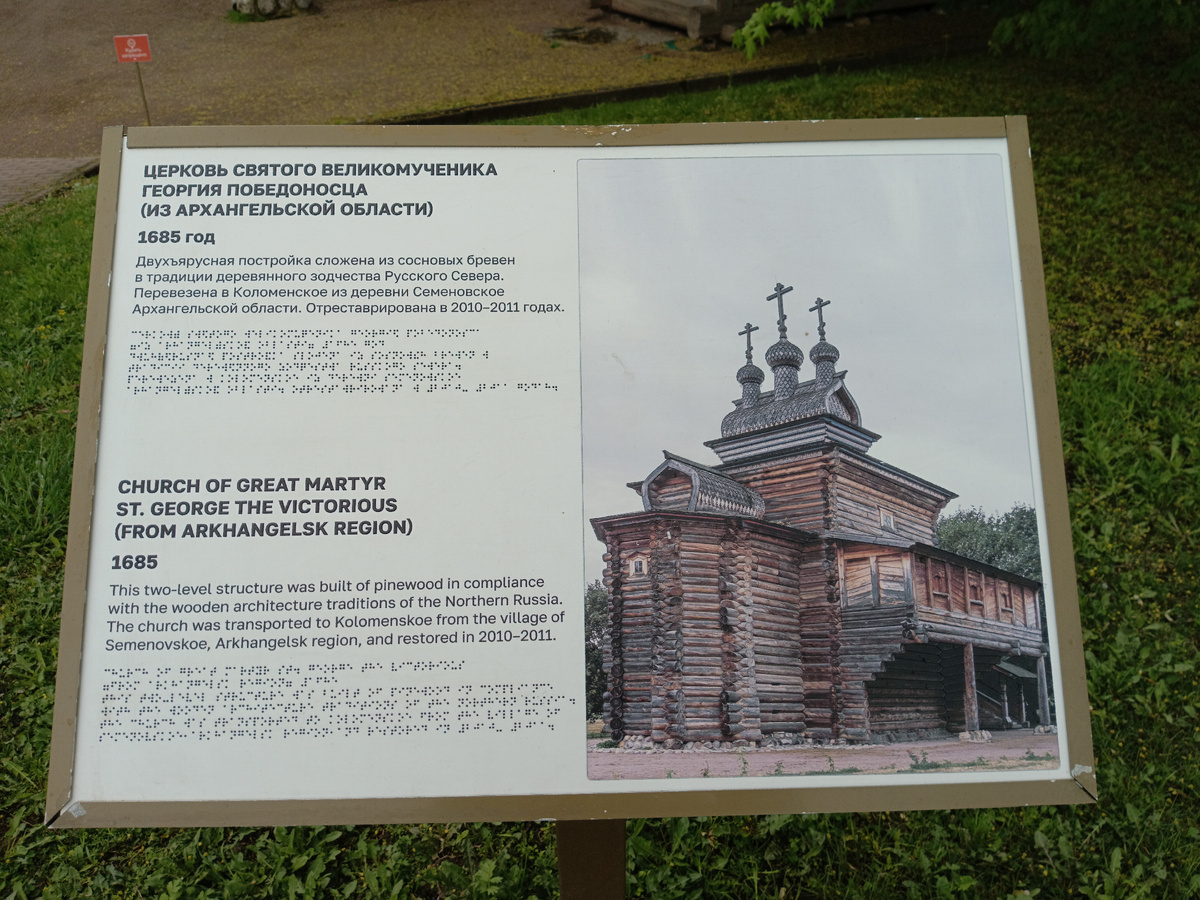 ЦЕРКОВЬ СВЯТОГО ВЕЛИКОМУЧЕНИКА
ГЕОРГИЯ ПОБЕДОНОСЦА
(ИЗ АРХАНГЕЛЬСКОЙ ОБЛАСТИ)
1685 год
Двухъярусная постройка сложена из сосновых бревен
в традиции деревянного зодчества Русского Севера.
Перевезена в Коломенское из деревни Семеновское
Архангельской области. Отреставрирована в 2010–2011 годах.
CHURCH OF GREAT MARTYR
ST. GEORGE THE VICTORIOUS
(FROM ARKHANGELSK REGION)
1685
This two-level structure was built of pinewood in compliance
with the wooden architecture traditions of the Northern Russia.
The church was transported to Kolomenskoe from the village of
Semenovskoe, Arkhangelsk region, and restored in 2010–2011.